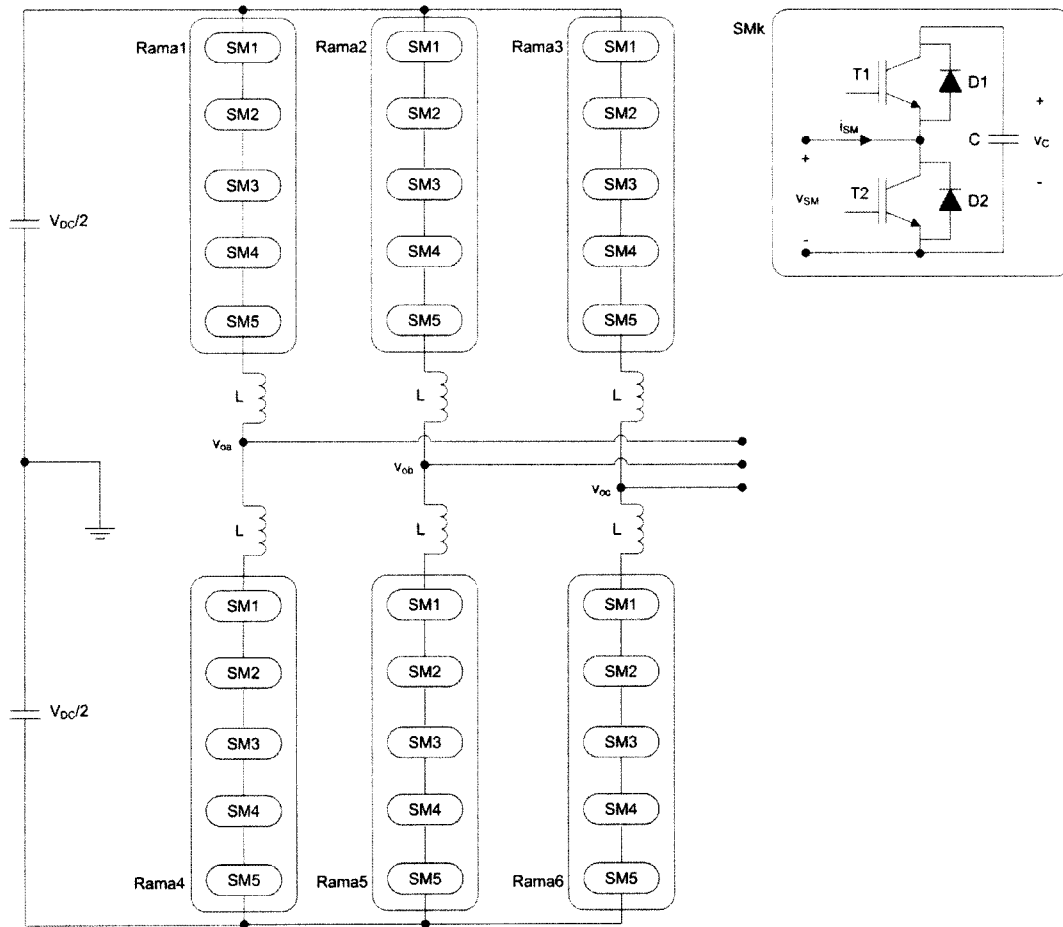 Rama1
SM1
SM2
SM3
SM4
SM5
Rama2
SM1
SM2
SM3
SM4
SM5
Rama3
SM1
SM2
SM3
SM4
SM5
SMk
T1
D1
iSM
+
vSM
-
T2
D2
C
+
vC
-
VDC/2
L
L
L
voa
vob
voc
L
L
L
VDC/2
Rama4
SM1
SM2
SM3
SM4
SM5
Rama5
SM1
SM2
SM3
SM4
SM5
Rama6
SM1
SM2
SM3
SM4
SM5